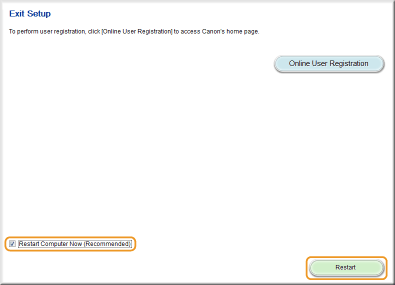 Exit Setup
To perform user registration, click [Online User Registration] to access Canon's home page.
Online User Registration
[Restart Computer Now (Recommended)]
Restart